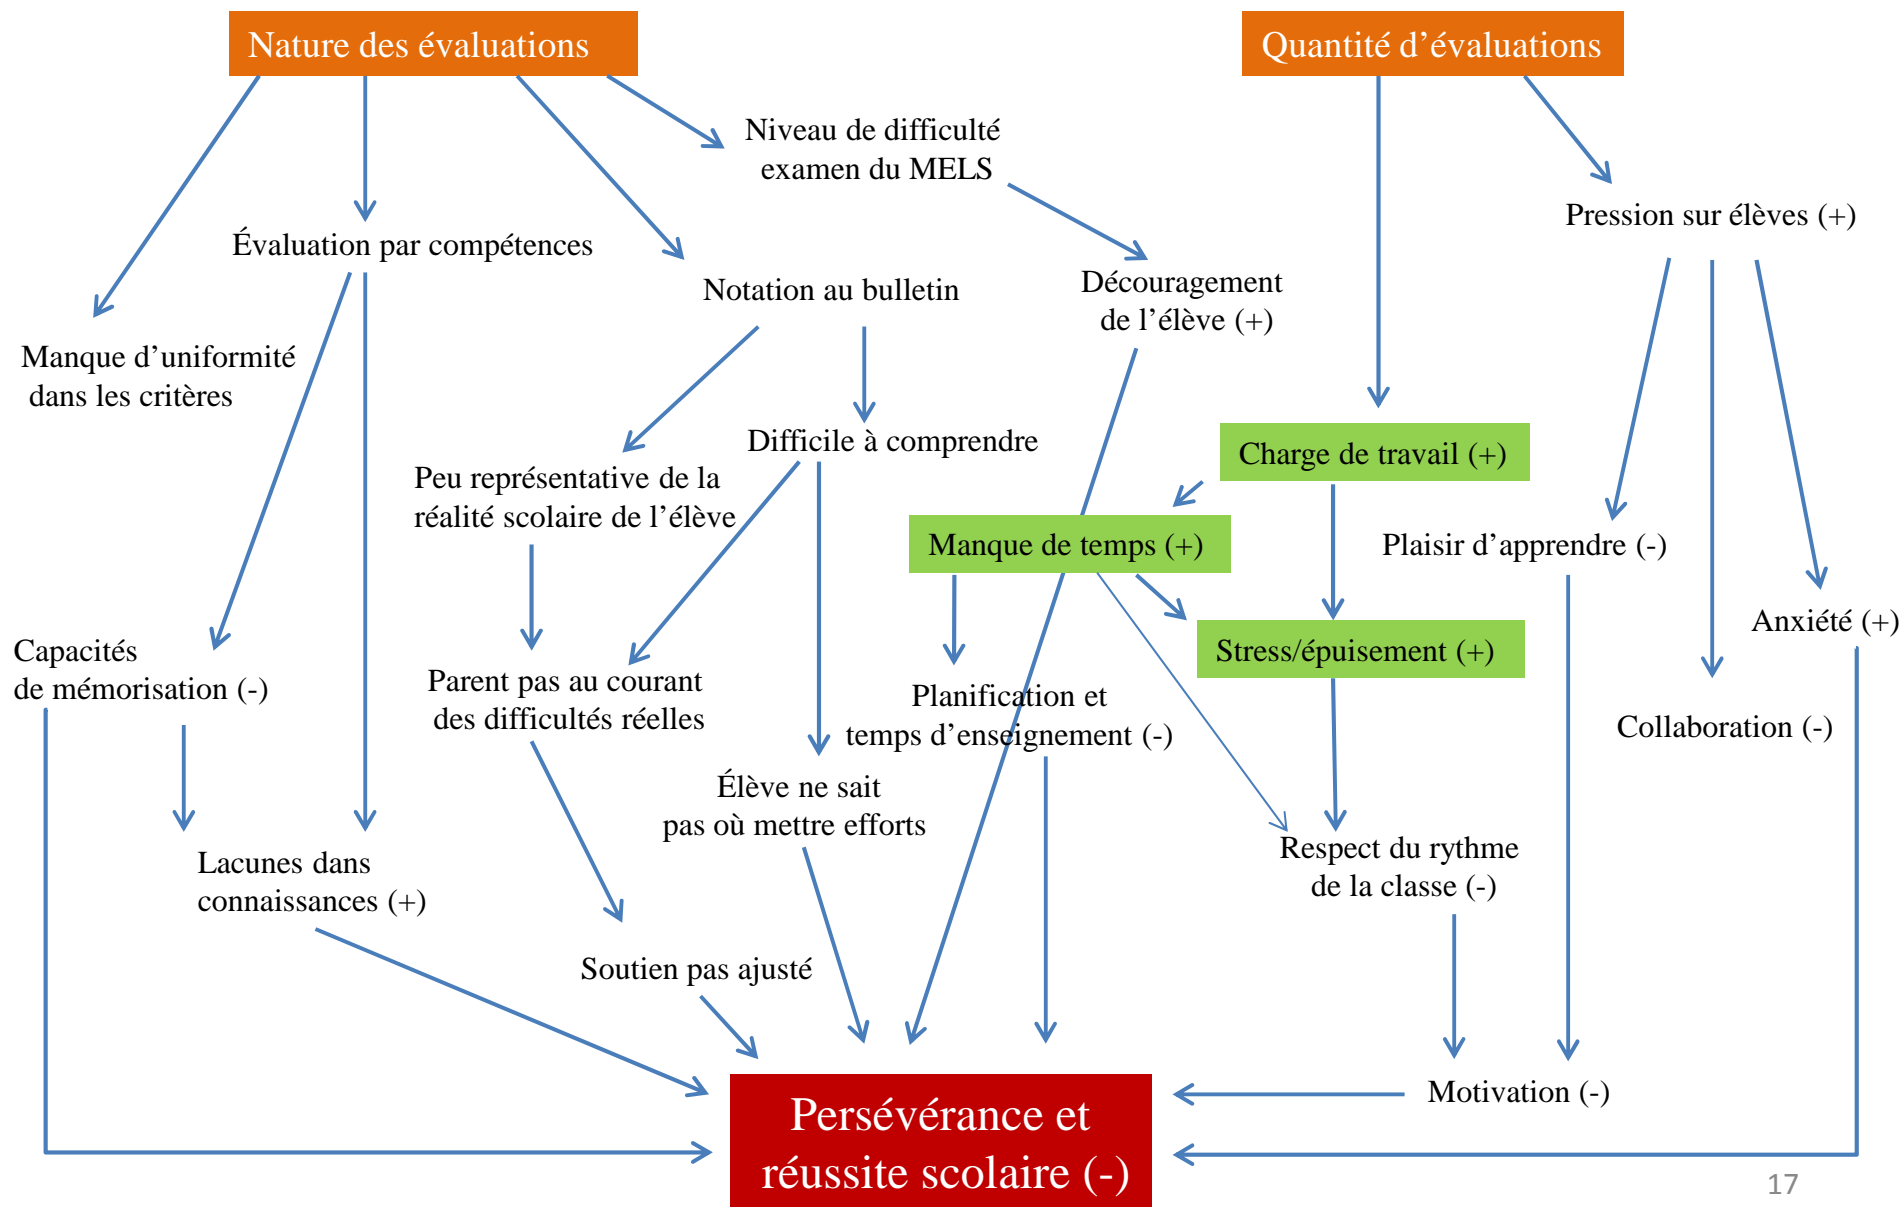 Nature des évaluations
Quantité d’évaluations
Niveau de difficulté
examen du MELS
Pression sur élèves (+)
Évaluation par compétences
Notation au bulletin
Découragement
de l’élève (+)
Manque d’uniformité
dans les critères
Difficile à comprendre
Charge de travail (+)
Peu représentative de la
réalité scolaire de l’élève
Manque de temps (+)
Plaisir d’apprendre (-)
Anxiété (+)
Capacités
de mémorisation (-)
Stress/épuisement (+)
Parent pas au courant
des difficultés réelles
Planification et
temps d’enseignement (-)
Collaboration (-)
Élève ne sait
pas où mettre efforts
Respect du rythme
de la classe (-)
Lacunes dans
connaissances (+)
Soutien pas ajusté
Motivation (-)
Persévérance et
réussite scolaire (-)
17